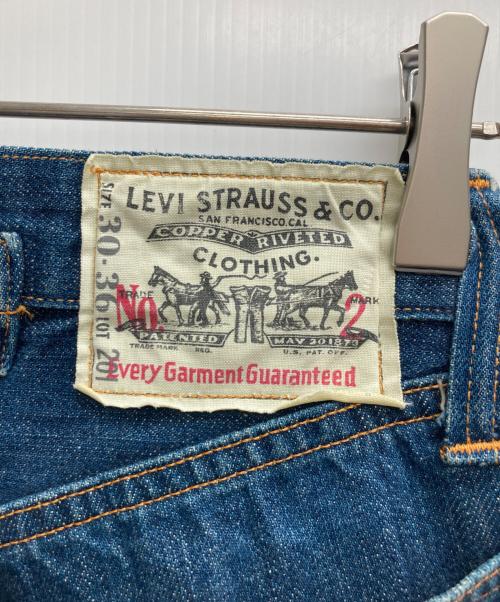 LEVI STRAUSS & CO.
SAN FRANCISCO.CAL
COPPER RIVETED
CLOTHING.
TRADE MARK
No. 2
PATENTED MAY 20 1873
TRADE MARK REG. U.S. PAT. OFF.
Every Garment Guaranteed
SIZE 30-36 LOT 201